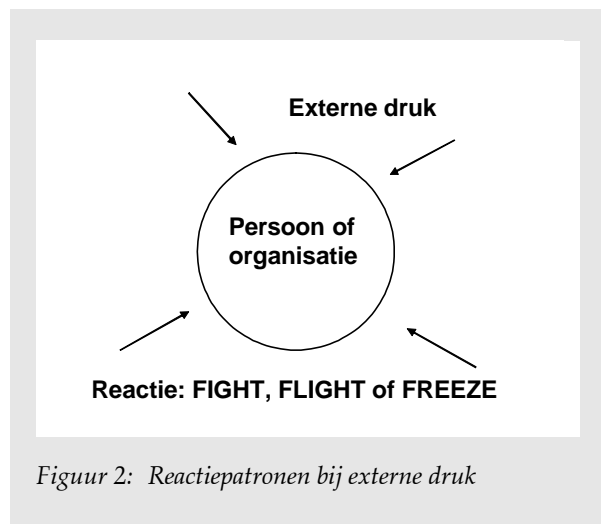 Externe druk
Persoon of
organisatie
Reactie: FIGHT, FLIGHT of FREEZE
Figuur 2: Reactiepatronen bij externe druk